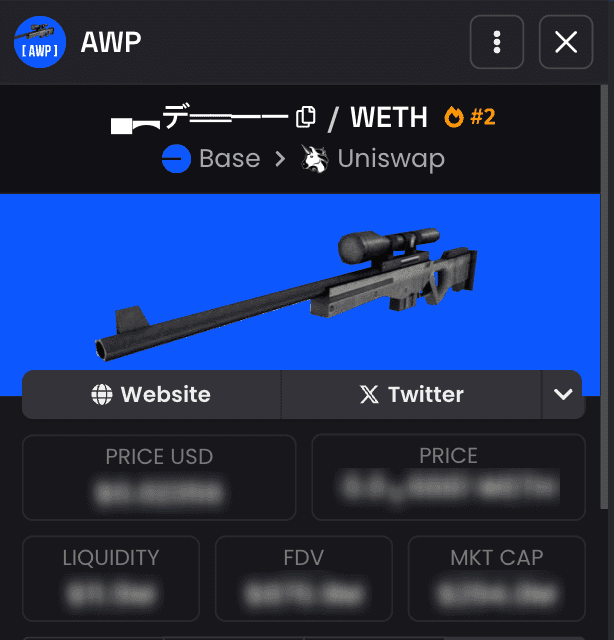 [ AWP ] AWP
▄︻デ══━一 / WETH #2
Base > Uniswap
Website Twitter
PRICE USD PRICE
LIQUIDITY FDV MKT CAP